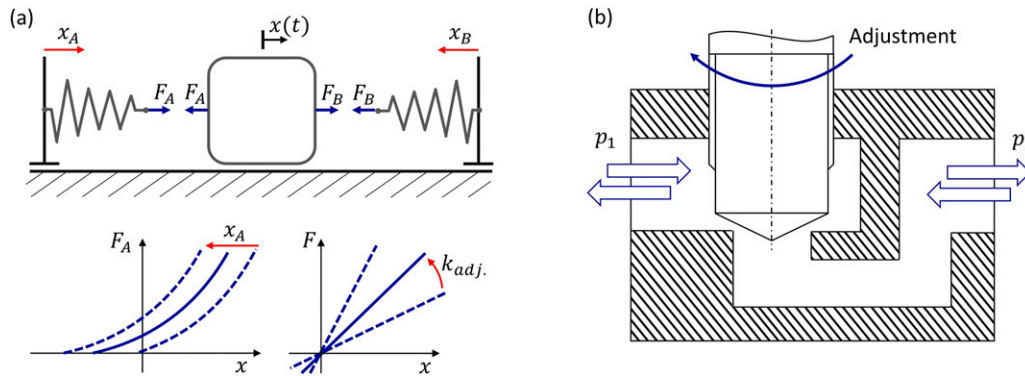 (a)
x_A
x(t)
x_B
F_A F_A F_B F_B
F_A x_A
x
F k_adj.
x
(b)
Adjustment
p_1
p